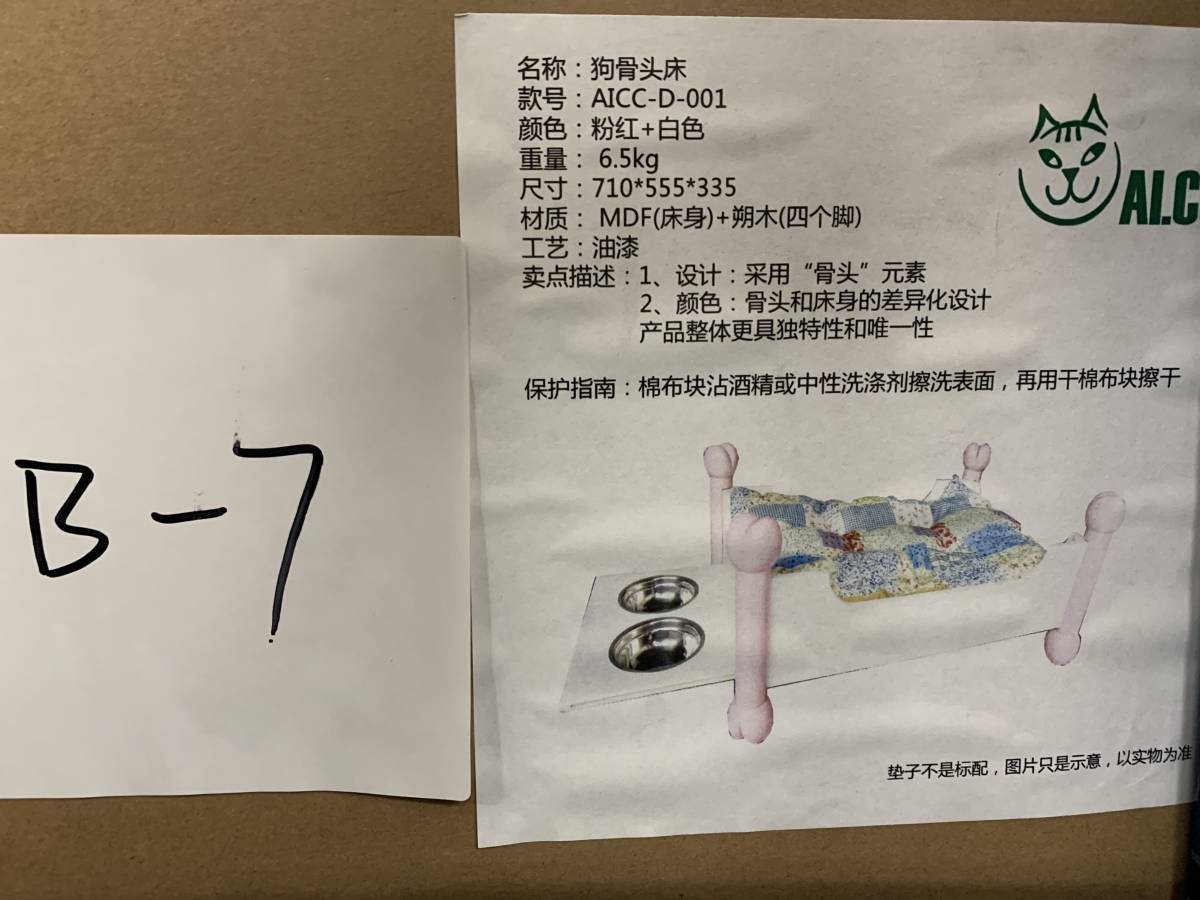 名称：狗骨头床
款号：AICC-D-001
颜色：粉红+白色
重量： 6.5kg
尺寸：710*555*335
材质： MDF(床身)+朔木(四个脚)
工艺：油漆
卖点描述：1、设计：采用“骨头”元素
2、颜色：骨头和床身的差异化设计
产品整体更具独特性和唯一性
保护指南：棉布块沾酒精或中性洗涤剂擦洗表面，再用干棉布块擦干
AI.C
B-7
垫子不是标配，图片只是示意，以实物为准